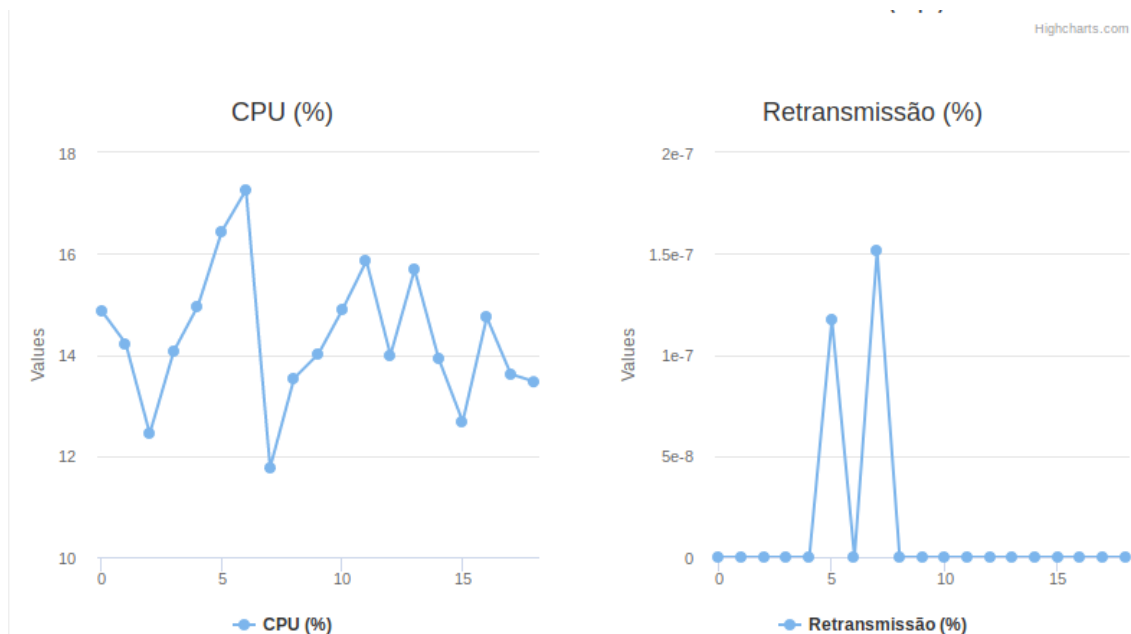 Highcharts.com
CPU (%)
Retransmissão (%)
18
16
14
12
10
Values
0 5 10 15
CPU (%)
2e-7
1.5e-7
1e-7
5e-8
0
Values
0 5 10 15
Retransmissão (%)